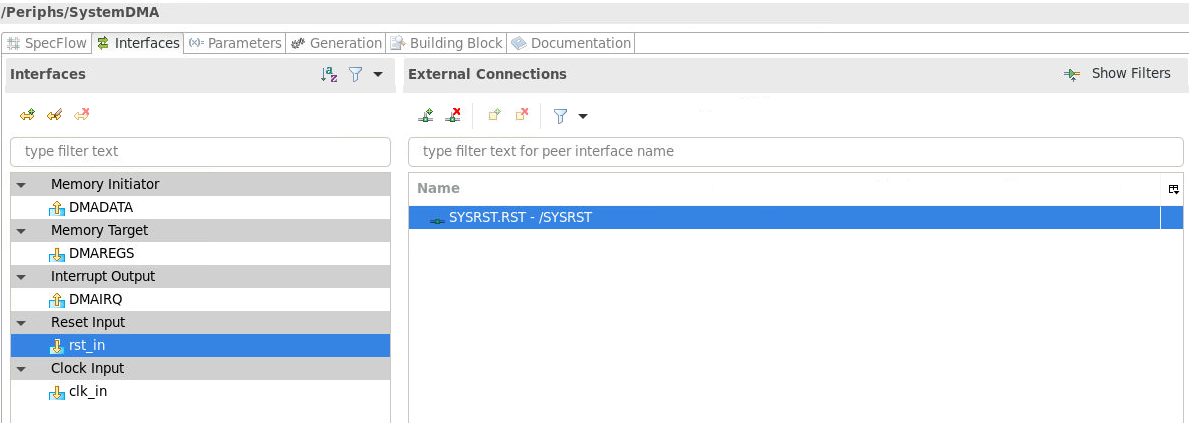 /Periphs/SystemDMA
SpecFlow Interfaces (x)= Parameters Generation Building Block Documentation
Interfaces
External Connections Show Filters
type filter text
type filter text for peer interface name
Memory Initiator
DMADATA
Memory Target
DMAREGS
Interrupt Output
DMAIRQ
Reset Input
rst_in
Clock Input
clk_in
Name
SYSRST.RST - /SYSRST